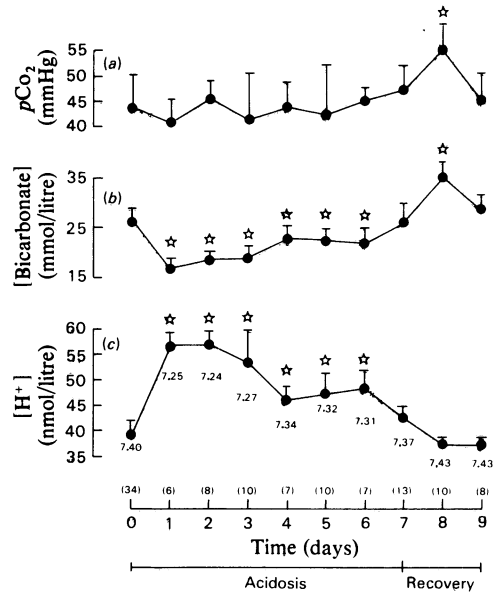 (a)
pCo₂
(mmHg)
55
50
45
40
(b)
[Bicarbonate]
(mmol/litre)
35
25
15
(c)
[H⁺]
(nmol/litre)
60
55
50
45
40
35
7.40
7.25
7.24
7.27
7.34
7.32
7.31
7.37
7.43
7.43
(34) (6) (8) (10) (7) (10) (7) (13) (10) (8)
0 1 2 3 4 5 6 7 8 9
Time (days)
Acidosis Recovery